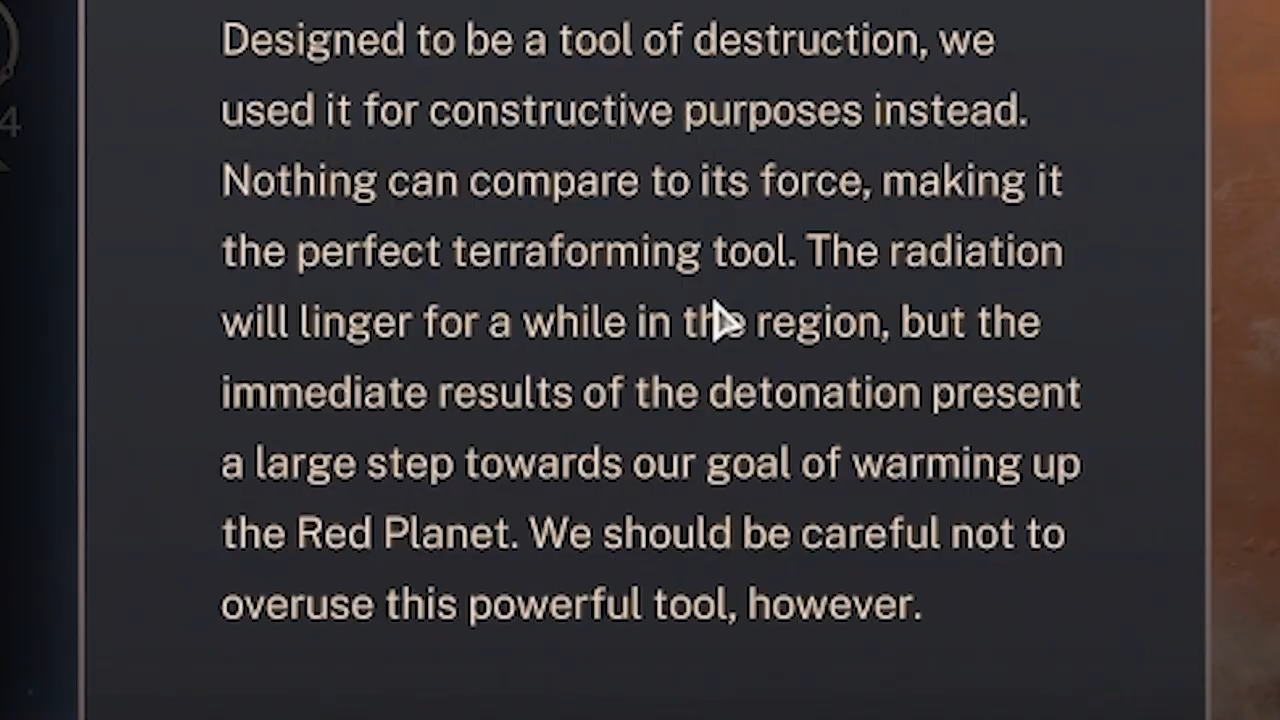 4
Designed to be a tool of destruction, we
used it for constructive purposes instead.
Nothing can compare to its force, making it
the perfect terraforming tool. The radiation
will linger for a while in the region, but the
immediate results of the detonation present
a large step towards our goal of warming up
the Red Planet. We should be careful not to
overuse this powerful tool, however.